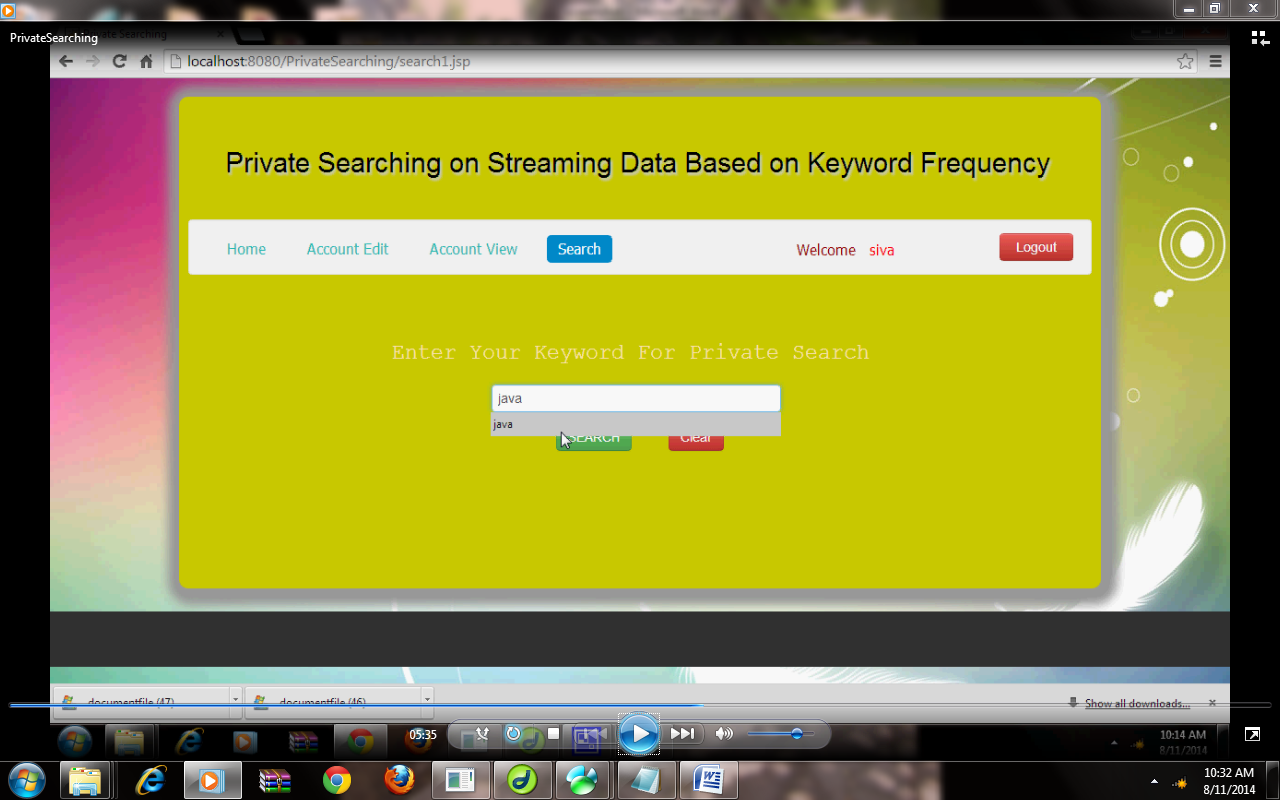 PrivateSearching
Private Searching
localhost:8080/PrivateSearching/search1.jsp
Private Searching on Streaming Data Based on Keyword Frequency
Home Account Edit Account View Search Welcome siva Logout
Enter Your Keyword For Private Search
java
java
SEARCH Clear
documentfile (47) documentfile (46) Show all downloads...
05:35
10:14 AM
8/11/2014
10:32 AM
8/11/2014